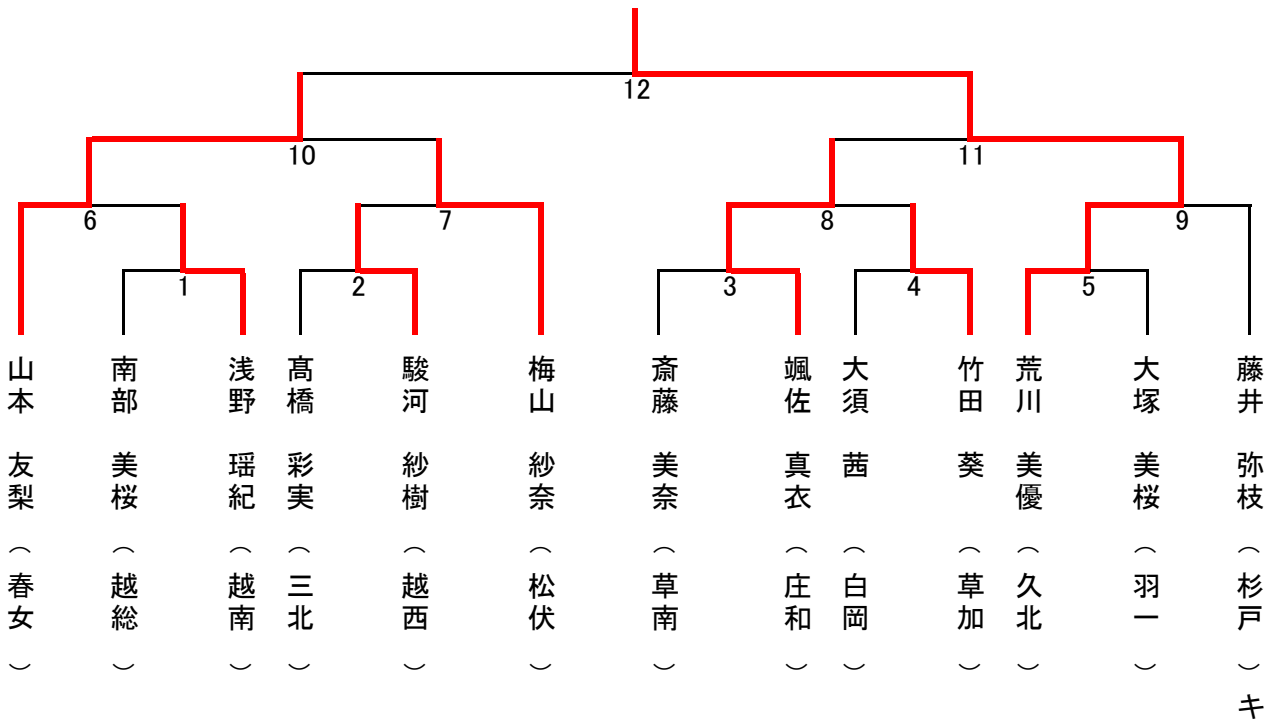 12
10
11
6
7
8
9
1
2
3
4
5
山本 友梨（春女）
南部 美桜（越総）
浅野 瑶紀（越南）
髙橋 彩実（三北）
駿河 紗樹（越西）
梅山 紗奈（松伏）
斎藤 美奈（草南）
颯佐 真衣（庄和）
大須 茜（白岡）
竹田 葵（草加）
荒川 美優（久北）
大塚 美桜（羽一）
藤井 弥枝（杉戸）キ